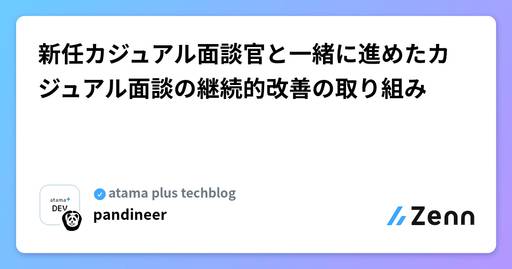 新任カジュアル面談官と一緒に進めたカ
ジュアル面談の継続的改善の取り組み
atama+
DEV
atama plus techblog
pandineer
Zenn